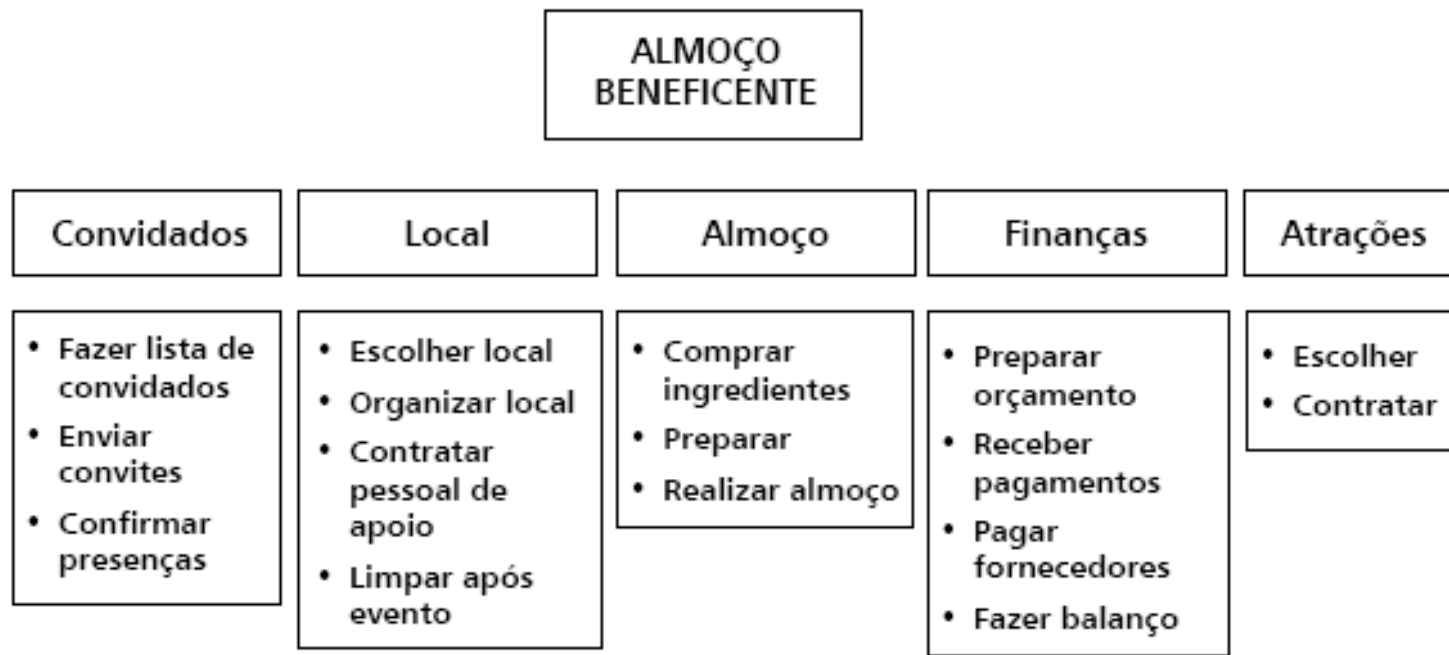 ALMOÇO
BENEFICENTE
Convidados
Local
Almoço
Finanças
Atrações
• Fazer lista de
convidados
• Enviar
convites
• Confirmar
presenças
• Escolher local
• Organizar local
• Contratar
pessoal de
apoio
• Limpar após
evento
• Comprar
ingredientes
• Preparar
• Realizar almoço
• Preparar
orçamento
• Receber
pagamentos
• Pagar
fornecedores
• Fazer balanço
• Escolher
• Contratar